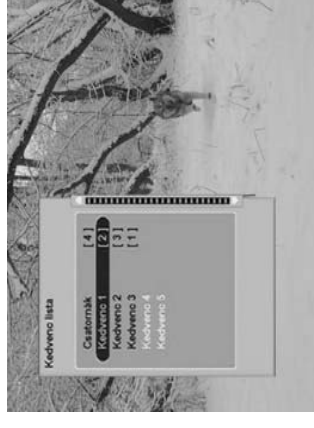 Kedvenc lista
Csatornák [ 4 ]
Kedvenc 1 [ 2 ]
Kedvenc 2 [ 3 ]
Kedvenc 3 [ 1 ]
Kedvenc 4
Kedvenc 5